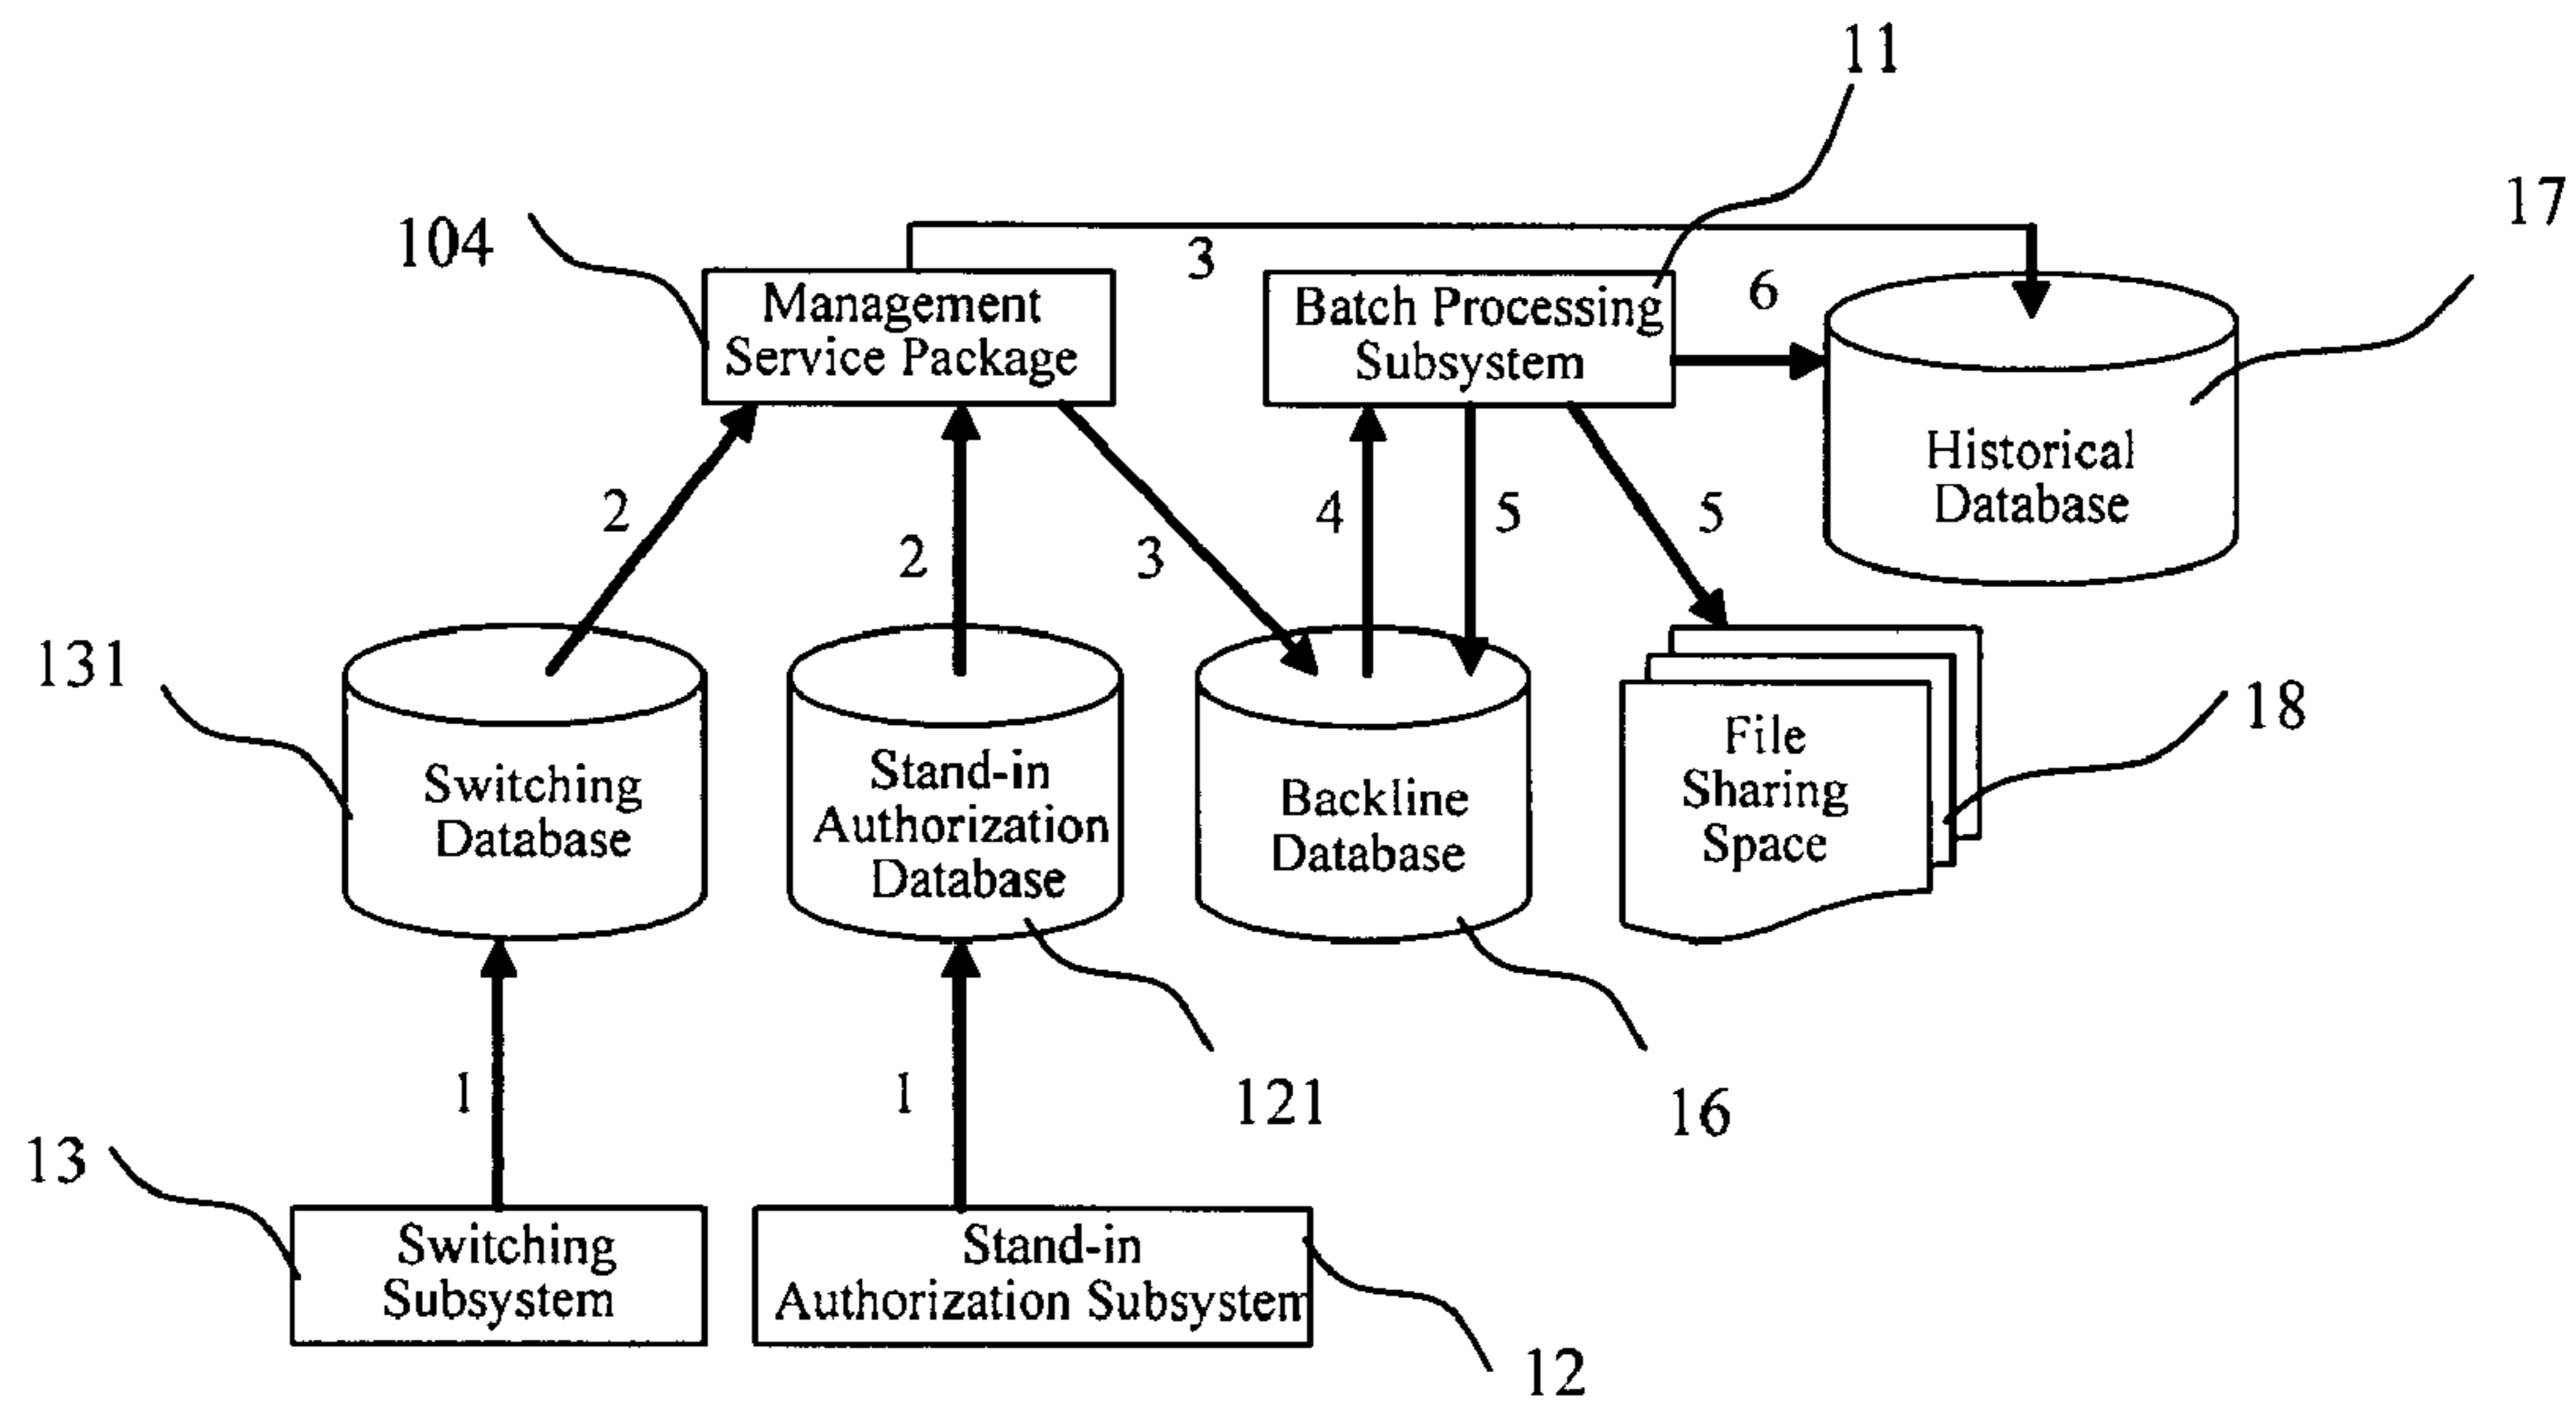 11
17
104
3
6
Management
Service Package
Batch Processing
Subsystem
Historical
Database
2
2
3
4
5
5
131
18
Switching
Database
Stand-in
Authorization
Database
Backline
Database
File
Sharing
Space
1
1
121
16
13
Switching
Subsystem
Stand-in
Authorization Subsystem
12